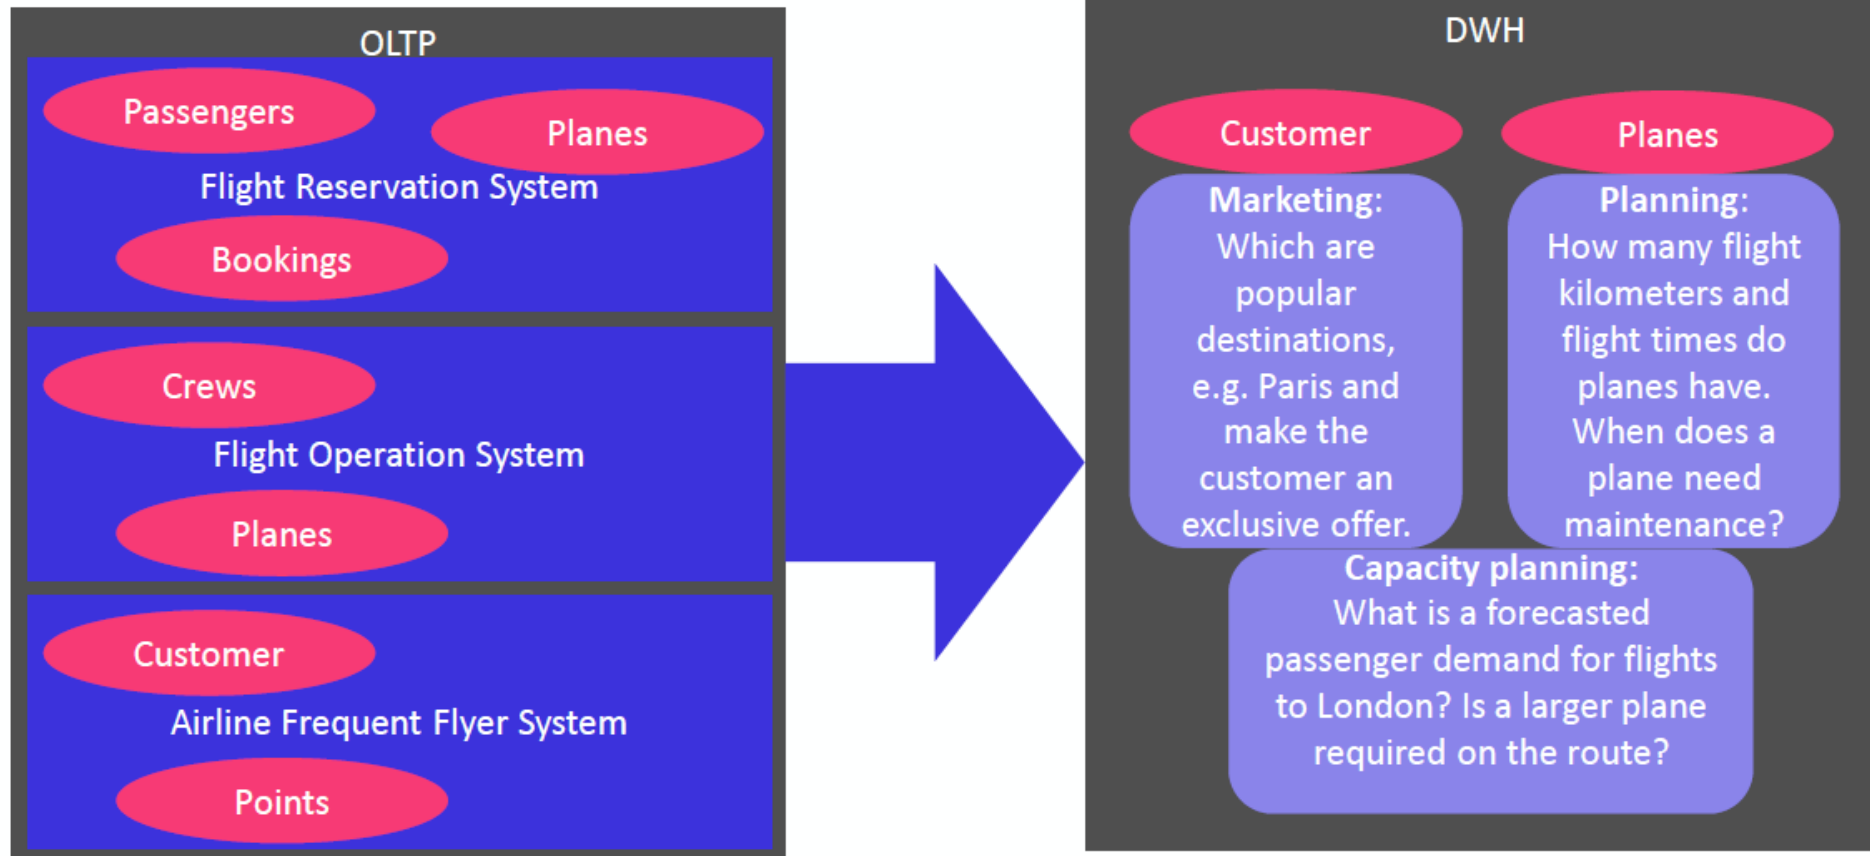 OLTP
Passengers
Planes
Flight Reservation System
Bookings
Crews
Flight Operation System
Planes
Customer
Airline Frequent Flyer System
Points
DWH
Customer
Marketing:
Which are
popular
destinations,
e.g. Paris and
make the
customer an
exclusive offer.
Planes
Planning:
How many flight
kilometers and
flight times do
planes have.
When does a
plane need
maintenance?
Capacity planning:
What is a forecasted
passenger demand for flights
to London? Is a larger plane
required on the route?